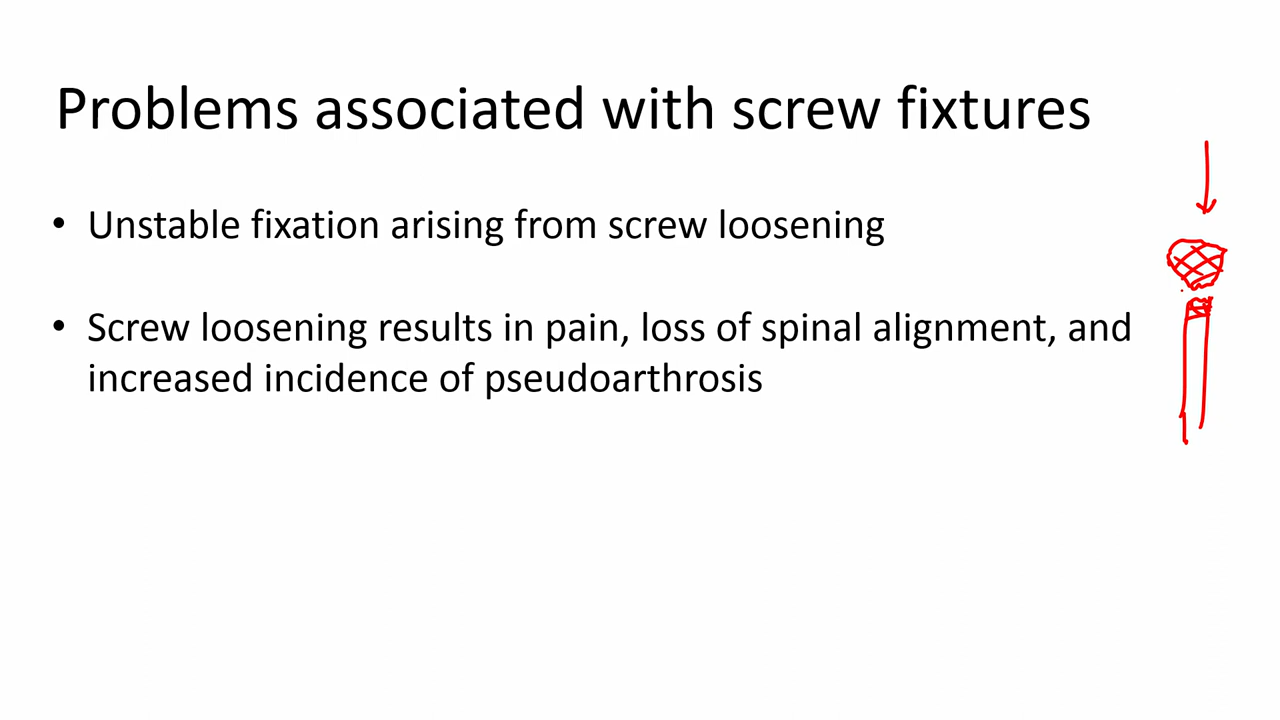 Problems associated with screw fixtures
• Unstable fixation arising from screw loosening
• Screw loosening results in pain, loss of spinal alignment, and
increased incidence of pseudoarthrosis